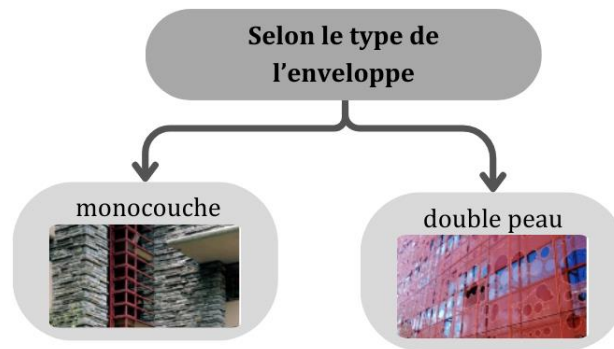 Selon le type de
l’enveloppe
monocouche
double peau